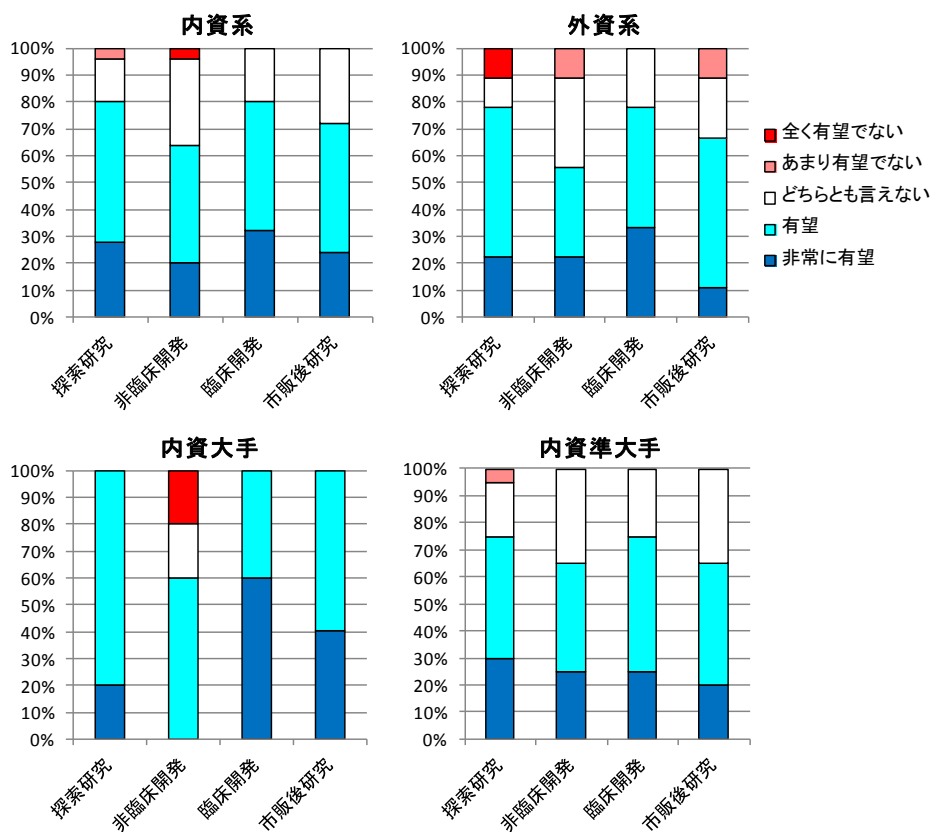 内資系
100%
90%
80%
70%
60%
50%
40%
30%
20%
10%
0%
探索研究
非臨床開発
臨床開発
市販後研究
外資系
100%
90%
80%
70%
60%
50%
40%
30%
20%
10%
0%
探索研究
非臨床開発
臨床開発
市販後研究
全く有望でない
あまり有望でない
どちらとも言えない
有望
非常に有望
内資大手
100%
90%
80%
70%
60%
50%
40%
30%
20%
10%
0%
探索研究
非臨床開発
臨床開発
市販後研究
内資準大手
100%
90%
80%
70%
60%
50%
40%
30%
20%
10%
0%
探索研究
非臨床開発
臨床開発
市販後研究